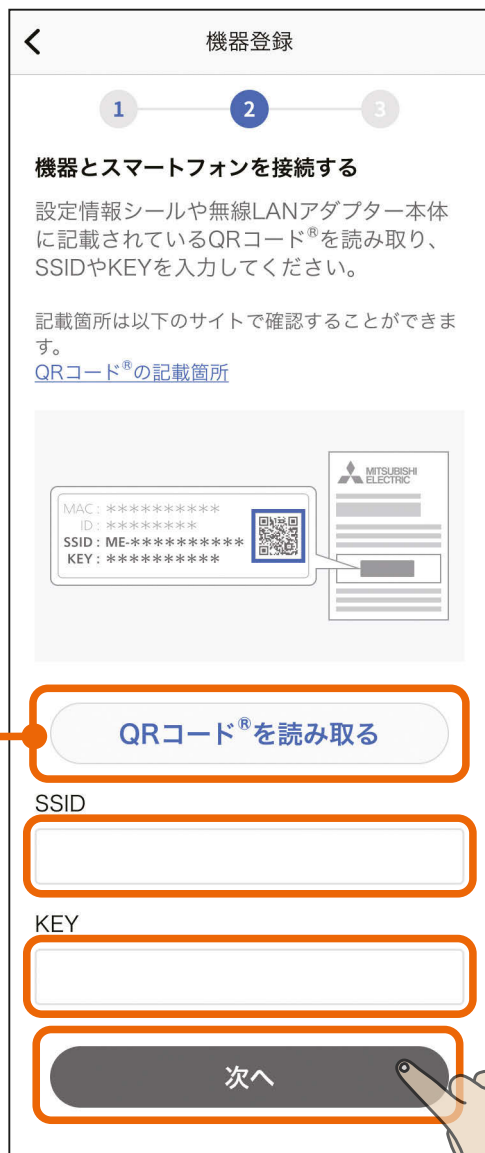 機器登録
1 2 3
機器とスマートフォンを接続する
設定情報シールや無線LANアダプター本体
に記載されているQRコード®を読み取り、
SSIDやKEYを入力してください。
記載箇所は以下のサイトで確認することができま
す。
QRコード®の記載箇所
MITSUBISHI
ELECTRIC
MAC : **********
ID : ********
SSID : ME-**********
KEY : **********
QRコード®を読み取る
SSID
KEY
次へ